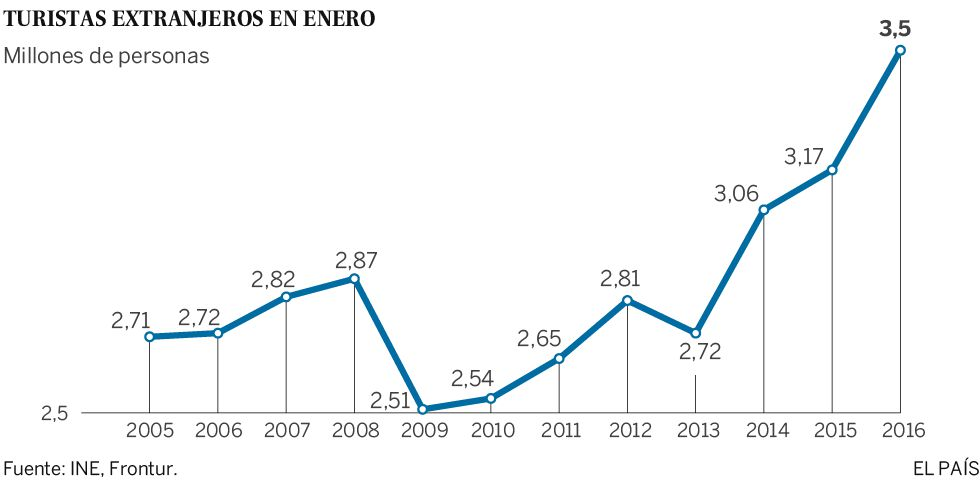 TURISTAS EXTRANJEROS EN ENERO
Millones de personas
3,5
3,17
3,06
2,87
2,82
2,81
2,71
2,72
2,65
2,72
2,54
2,51
2,5
2005 2006 2007 2008 2009 2010 2011 2012 2013 2014 2015 2016
Fuente: INE, Frontur.
EL PAÍS